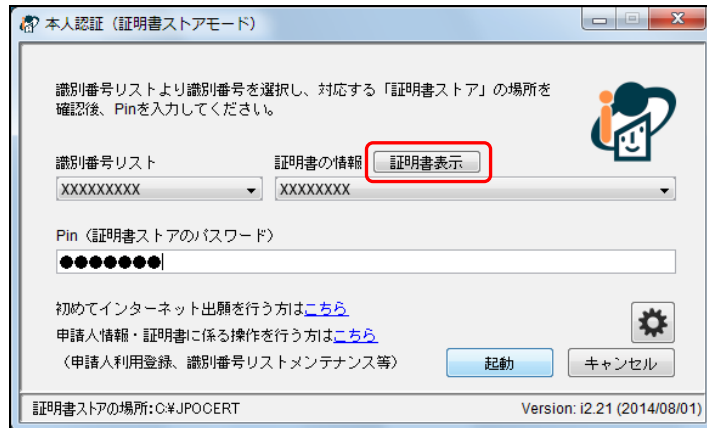 本人認証（証明書ストアモード）
識別番号リストより識別番号を選択し、対応する「証明書ストア」の場所を
確認後、Pinを入力してください。
識別番号リスト
証明書の情報 証明書表示
XXXXXXXXX
XXXXXXXX
Pin（証明書ストアのパスワード）
●●●●●●●
初めてインターネット出願を行う方はこちら
申請人情報・証明書に係る操作を行う方はこちら
（申請人利用登録、識別番号リストメンテナンス等）
起動
キャンセル
証明書ストアの場所:C:¥JPOCERT
Version: i2.21 (2014/08/01)